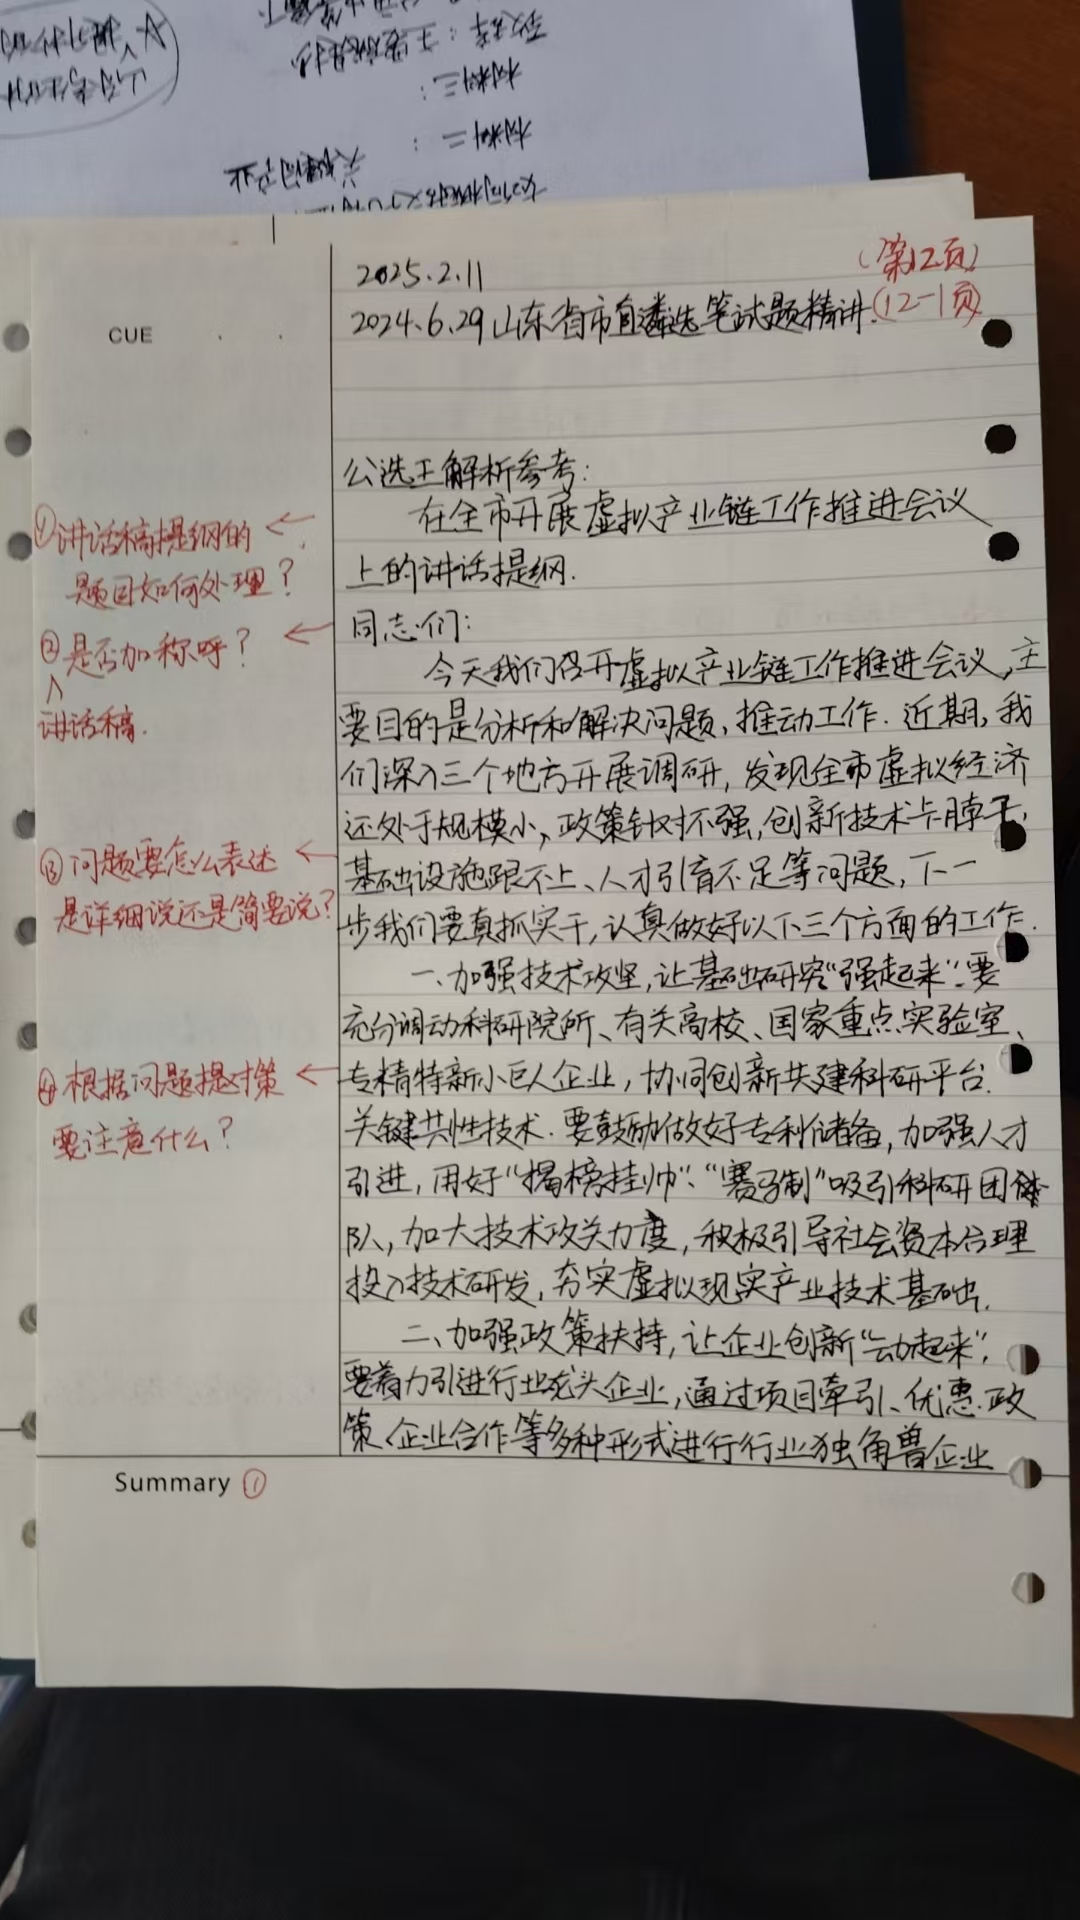 材料三：
材料二：
2025.2.11
(第12页)
2024.6.29山东省市直遴选笔试题精讲.
(12-1页)
CUE
公选王解析参考：
在全市开展虚拟产业链工作推进会议
上的讲话提纲.
①讲话稿提纲的
题目如何处理？
同志们：
②是否加称呼？
讲话稿.
今天我们召开虚拟产业链工作推进会议,主
要目的是分析和解决问题,推动工作.近期,我
们深入三个地方开展调研,发现全市虚拟经济
还处于规模小、政策针对不强,创新技术卡脖子、
基础设施跟不上、人才引育不足等问题,下一
步我们要真抓实干,认真做好以下三个方面的工作.
③问题要怎么表述
是详细说还是简要说？
一、加强技术攻坚,让基础研究“强起来”.要
充分调动科研院所、有关高校、国家重点实验室、
专精特新小巨人企业,协同创新共建科研平台.
关键共性技术.要鼓励做好专利储备,加强人才
引进,用好“揭榜挂帅”、“赛马制”吸引科研团
队,加大技术攻关力度,积极引导社会资本合理
投入技术研发,夯实虚拟现实产业技术基础.
④根据问题提对策
要注意什么？
二、加强政策扶持,让企业创新“动起来”,
要着力引进行业龙头企业,通过项目牵引、优惠政
策、企业合作等多种形式进行行业独角兽企业
Summary ①